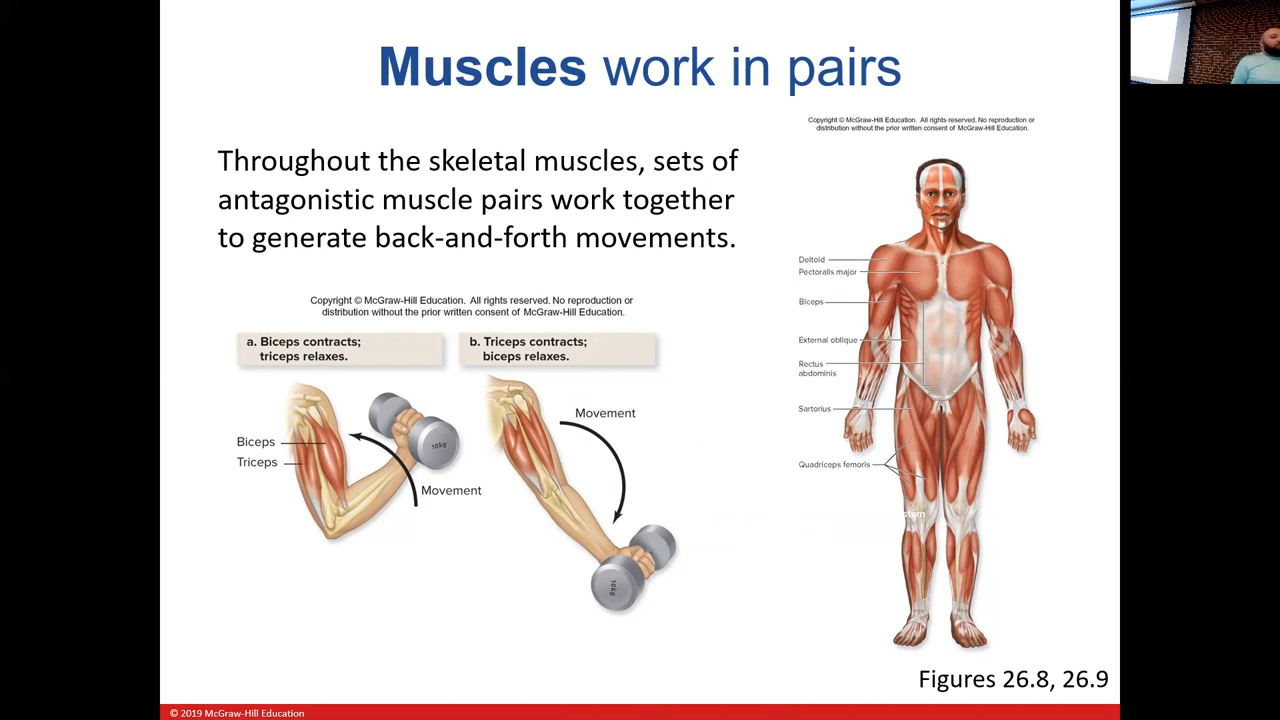 Muscles work in pairs
Copyright © McGraw-Hill Education. All rights reserved. No reproduction or
distribution without the prior written consent of McGraw-Hill Education.
Throughout the skeletal muscles, sets of
antagonistic muscle pairs work together
to generate back-and-forth movements.
Copyright © McGraw-Hill Education. All rights reserved. No reproduction or
distribution without the prior written consent of McGraw-Hill Education.
a. Biceps contracts;
triceps relaxes.
b. Triceps contracts;
biceps relaxes.
Biceps
Triceps
Movement
10kg
Movement
10kg
Deltoid
Pectoralis major
Biceps
External oblique
Rectus
abdominis
Sartorius
Quadriceps femoris
stem
Figures 26.8, 26.9
© 2019 McGraw-Hill Education